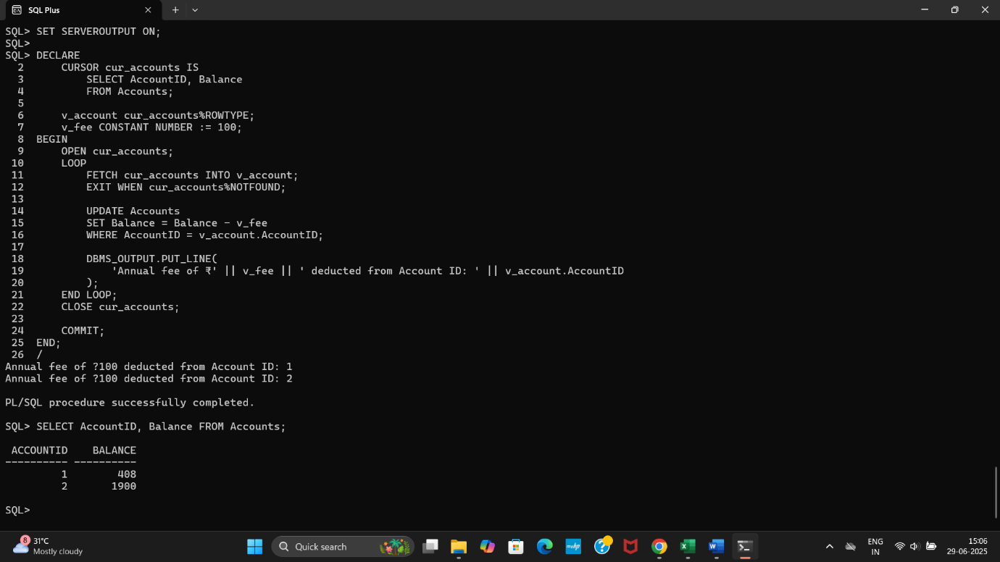 SQL Plus
SQL> SET SERVEROUTPUT ON;
SQL>
SQL> DECLARE
  2      CURSOR cur_accounts IS
  3          SELECT AccountID, Balance
  4          FROM Accounts;
  5
  6      v_account cur_accounts%ROWTYPE;
  7      v_fee CONSTANT NUMBER := 100;
  8  BEGIN
  9      OPEN cur_accounts;
 10      LOOP
 11          FETCH cur_accounts INTO v_account;
 12          EXIT WHEN cur_accounts%NOTFOUND;
 13
 14          UPDATE Accounts
 15          SET Balance = Balance - v_fee
 16          WHERE AccountID = v_account.AccountID;
 17
 18          DBMS_OUTPUT.PUT_LINE(
 19              'Annual fee of ₹' || v_fee || ' deducted from Account ID: ' || v_account.AccountID
 20          );
 21      END LOOP;
 22      CLOSE cur_accounts;
 23
 24      COMMIT;
 25  END;
 26  /
Annual fee of ?100 deducted from Account ID: 1
Annual fee of ?100 deducted from Account ID: 2
PL/SQL procedure successfully completed.
SQL> SELECT AccountID, Balance FROM Accounts;
 ACCOUNTID    BALANCE
---------- ----------
         1        408
         2       1900
SQL>
8
31°C
Mostly cloudy
Quick search
myhp
ENG
IN
15:06
29-06-2025